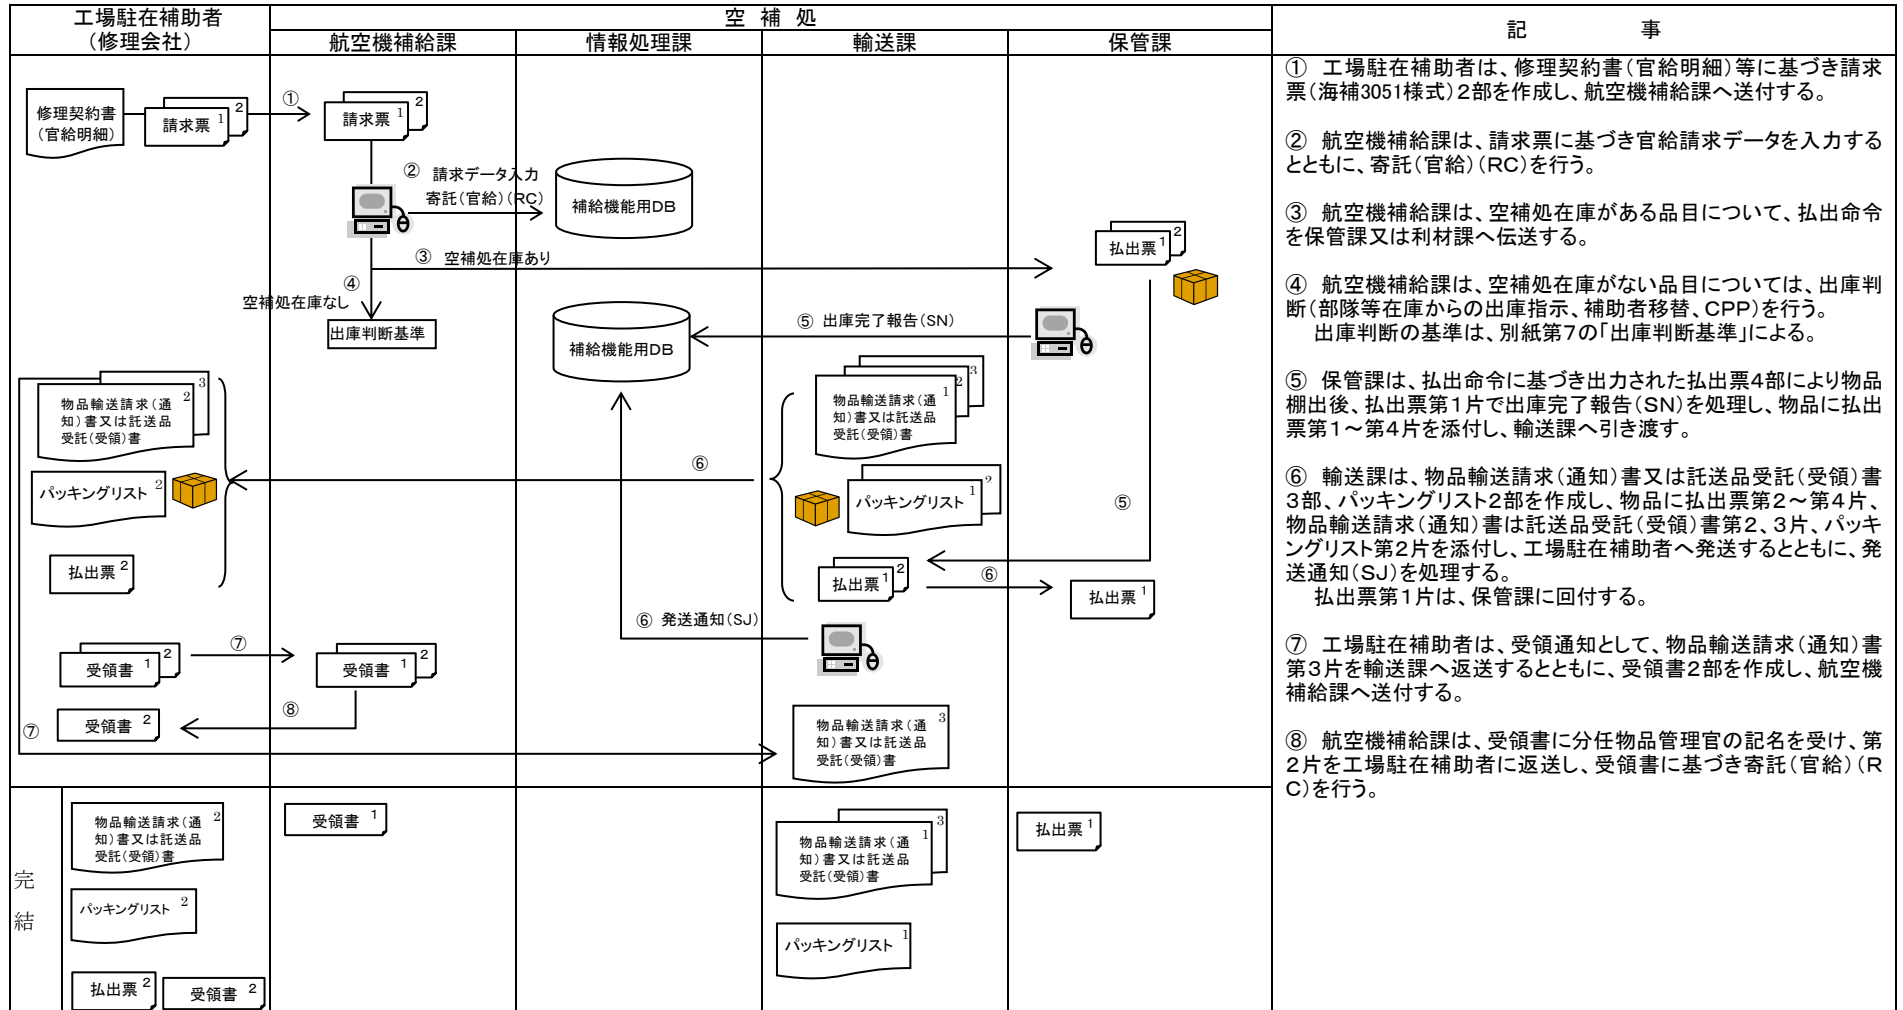 工場駐在補助者
(修理会社)
空 補 処
航空機補給課
情報処理課
輸送課
保管課
記 事
修理契約書
(官給明細)
請求票 1
2
①
請求票 1
2
② 請求データ入力
寄託(官給)(RC)
補給機能用DB
③ 空補処在庫あり
④
空補処在庫なし
出庫判断基準
払出票 1
2
補給機能用DB
⑤ 出庫完了報告(SN)
3
物品輸送請求(通 2
知)書又は託送品
受託(受領)書
パッキングリスト 2
払出票 2
⑥
3
2
物品輸送請求(通 1
知)書又は託送品
受託(受領)書
2
パッキングリスト 1
⑤
払出票 1
2
⑥
払出票 1
⑥ 発送通知(SJ)
受領書 1
2
⑦
受領書 1
2
受領書 2
⑧
⑦
物品輸送請求(通 3
知)書又は託送品
受託(受領)書
完
結
物品輸送請求(通 2
知)書又は託送品
受託(受領)書
パッキングリスト 2
払出票 2
受領書 2
受領書 1
3
物品輸送請求(通 1
知)書又は託送品
受託(受領)書
パッキングリスト 1
払出票 1
① 工場駐在補助者は、修理契約書(官給明細)等に基づき請求
票(海補3051様式)2部を作成し、航空機補給課へ送付する。
② 航空機補給課は、請求票に基づき官給請求データを入力する
とともに、寄託(官給)(RC)を行う。
③ 航空機補給課は、空補処在庫がある品目について、払出命令
を保管課又は利材課へ伝送する。
④ 航空機補給課は、空補処在庫がない品目については、出庫判
断(部隊等在庫からの出庫指示、補助者移替、CPP)を行う。
出庫判断の基準は、別紙第7の「出庫判断基準」による。
⑤ 保管課は、払出命令に基づき出力された払出票4部により物品
棚出後、払出票第1片で出庫完了報告(SN)を処理し、物品に払出
票第1~第4片を添付し、輸送課へ引き渡す。
⑥ 輸送課は、物品輸送請求(通知)書又は託送品受託(受領)書
3部、パッキングリスト2部を作成し、物品に払出票第2~第4片、
物品輸送請求(通知)書は託送品受託(受領)書第2、3片、パッキ
ングリスト第2片を添付し、工場駐在補助者へ発送するとともに、発
送通知(SJ)を処理する。
払出票第1片は、保管課に回付する。
⑦ 工場駐在補助者は、受領通知として、物品輸送請求(通知)書
第3片を輸送課へ返送するとともに、受領書2部を作成し、航空機
補給課へ送付する。
⑧ 航空機補給課は、受領書に分任物品管理官の記名を受け、第
2片を工場駐在補助者に返送し、受領書に基づき寄託(官給)(R
C)を行う。